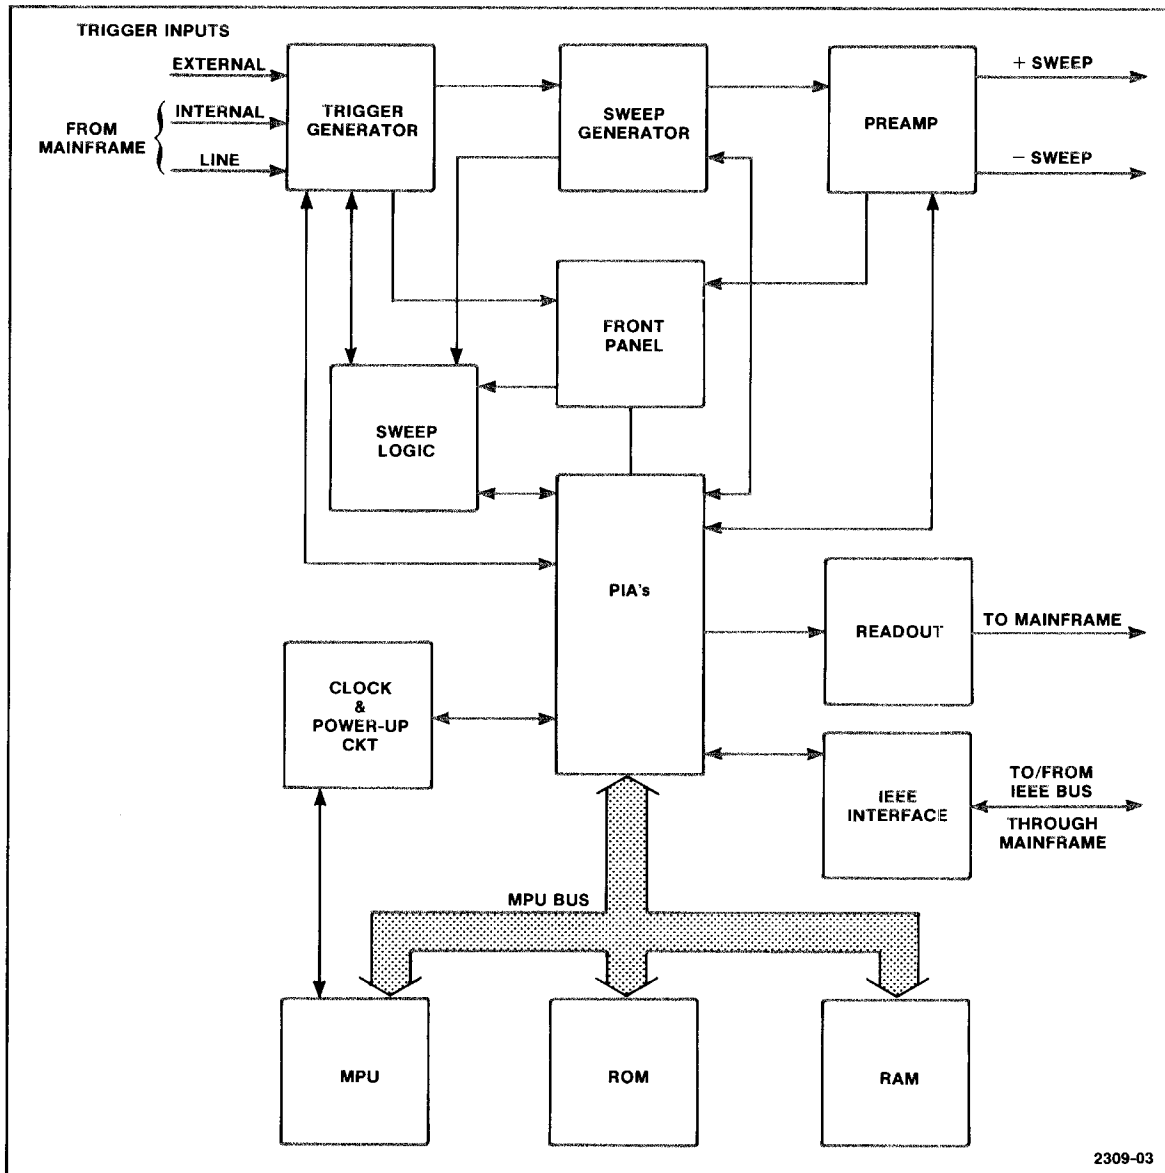 TRIGGER INPUTS
EXTERNAL
INTERNAL
FROM
MAINFRAME
LINE
TRIGGER
GENERATOR
SWEEP
GENERATOR
PREAMP
+ SWEEP
− SWEEP
FRONT
PANEL
SWEEP
LOGIC
PIA's
READOUT
TO MAINFRAME
CLOCK
&
POWER-UP
CKT
IEEE
INTERFACE
TO/FROM
IEEE BUS
THROUGH
MAINFRAME
MPU BUS
MPU
ROM
RAM
2309-03